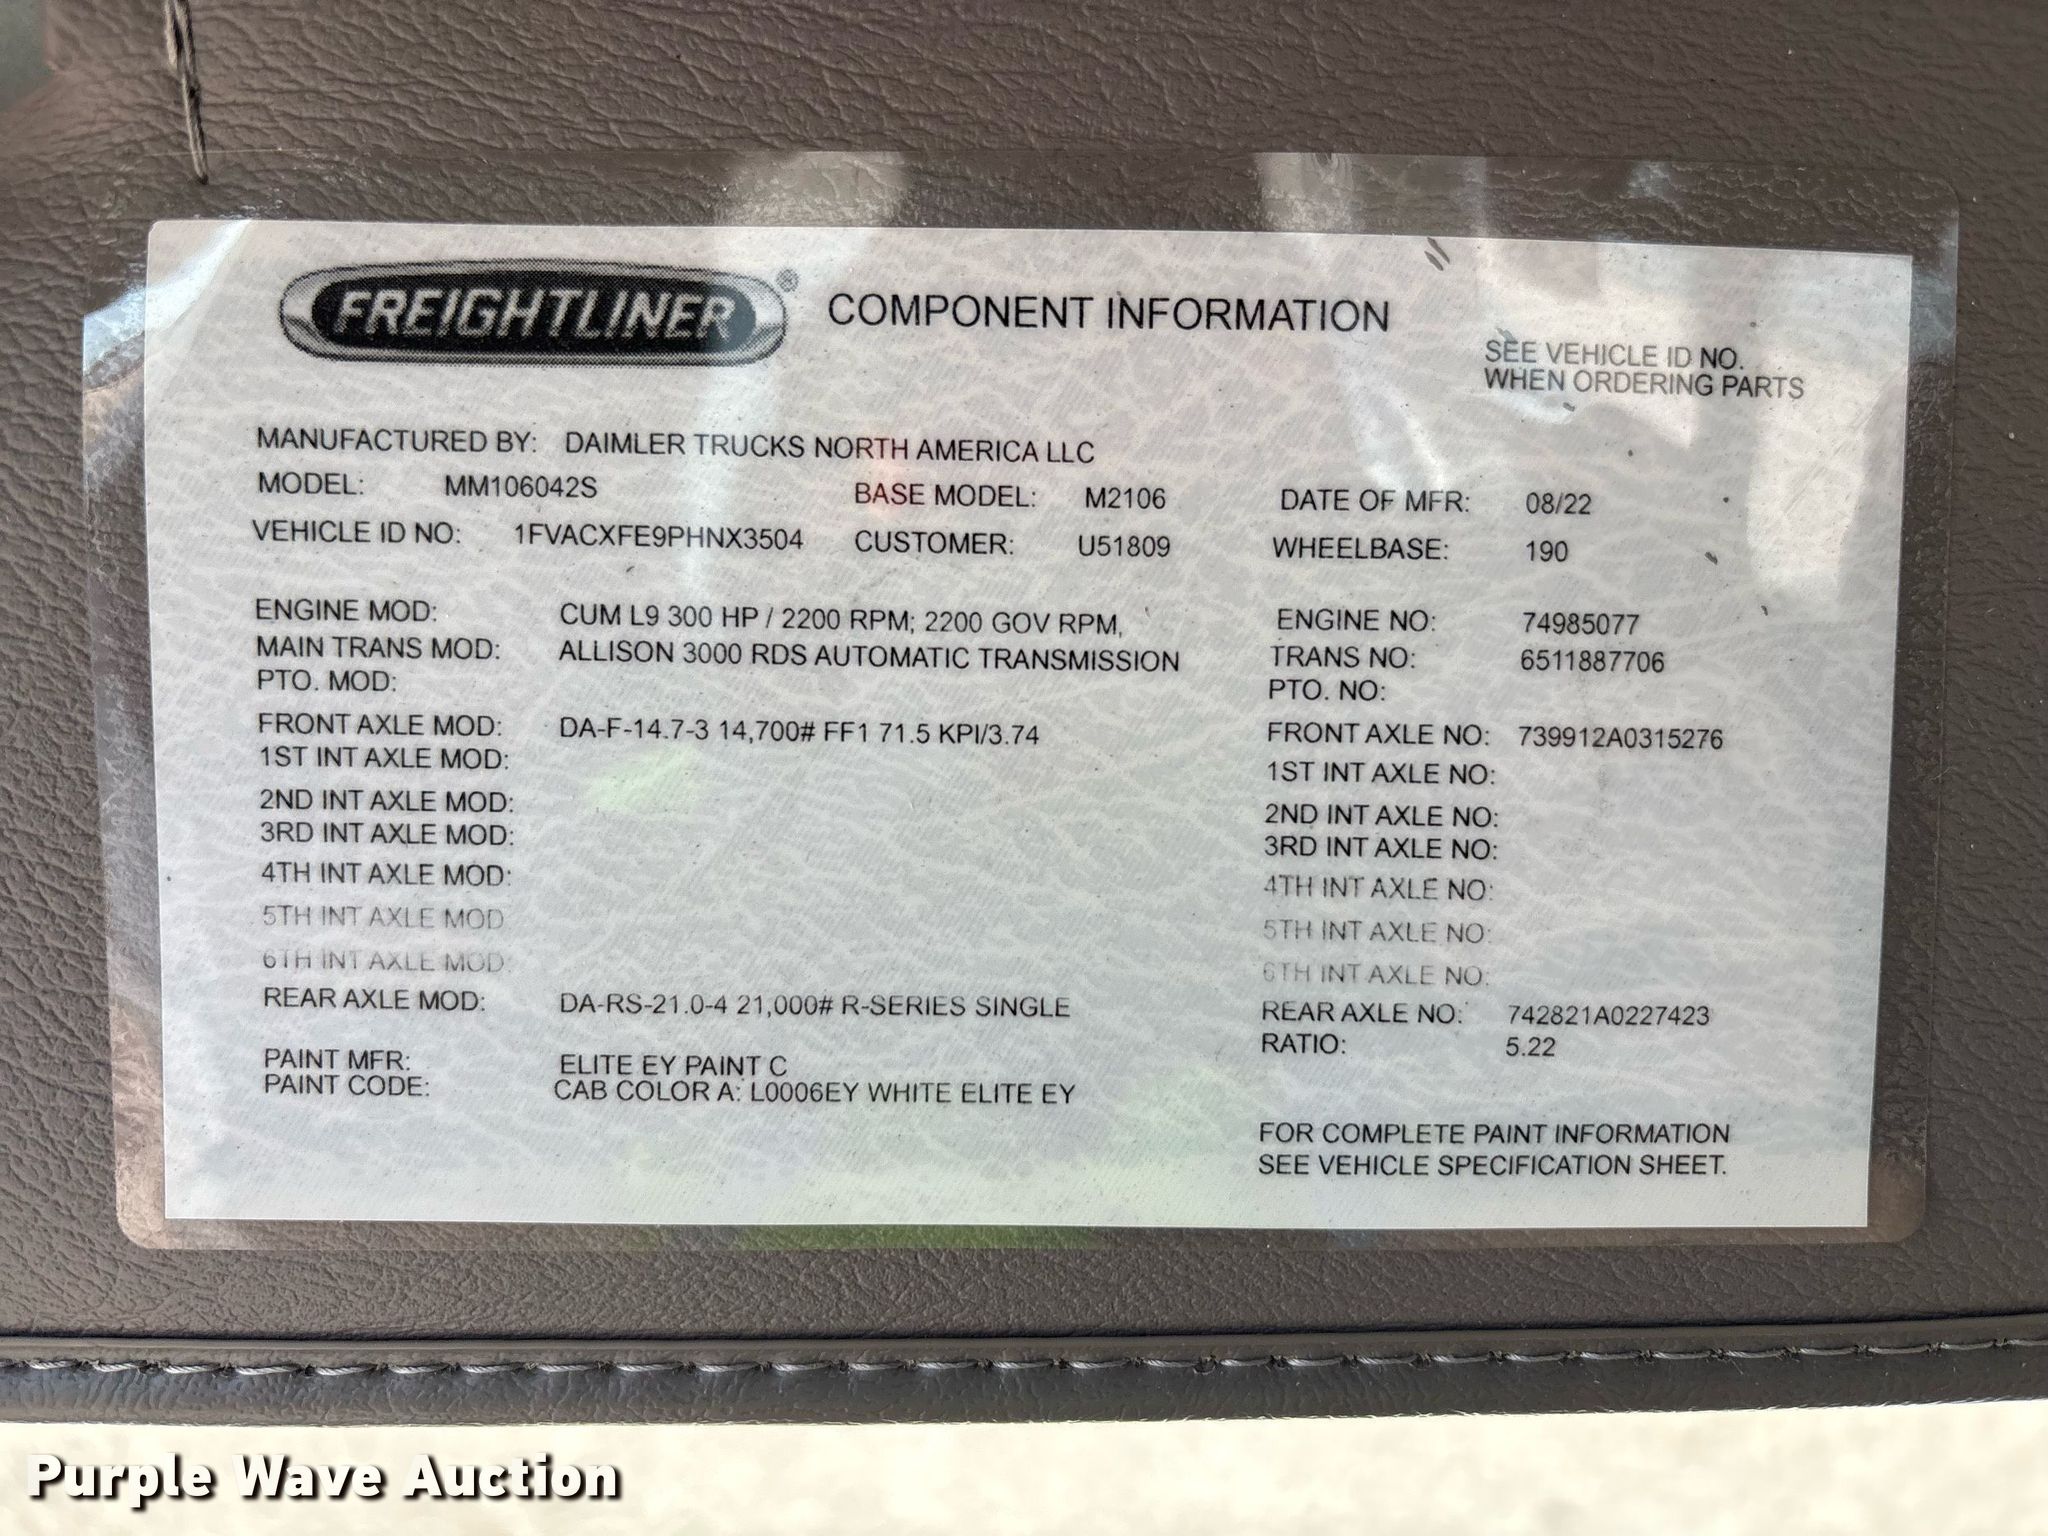 FREIGHTLINER® COMPONENT INFORMATION
SEE VEHICLE ID NO.
WHEN ORDERING PARTS
MANUFACTURED BY: DAIMLER TRUCKS NORTH AMERICA LLC
MODEL: MM106042S BASE MODEL: M2106 DATE OF MFR: 08/22
VEHICLE ID NO: 1FVACXFE9PHNX3504 CUSTOMER: U51809 WHEELBASE: 190
ENGINE MOD: CUM L9 300 HP / 2200 RPM; 2200 GOV RPM, ENGINE NO: 74985077
MAIN TRANS MOD: ALLISON 3000 RDS AUTOMATIC TRANSMISSION TRANS NO: 6511887706
PTO. MOD: PTO. NO:
FRONT AXLE MOD: DA-F-14.7-3 14,700# FF1 71.5 KPI/3.74 FRONT AXLE NO: 739912A0315276
1ST INT AXLE MOD: 1ST INT AXLE NO:
2ND INT AXLE MOD: 2ND INT AXLE NO:
3RD INT AXLE MOD: 3RD INT AXLE NO:
4TH INT AXLE MOD: 4TH INT AXLE NO:
5TH INT AXLE MOD 5TH INT AXLE NO:
6TH INT AXLE MOD: 6TH INT AXLE NO:
REAR AXLE MOD: DA-RS-21.0-4 21,000# R-SERIES SINGLE REAR AXLE NO: 742821A0227423
RATIO: 5.22
PAINT MFR: ELITE EY PAINT C
PAINT CODE: CAB COLOR A: L0006EY WHITE ELITE EY
FOR COMPLETE PAINT INFORMATION
SEE VEHICLE SPECIFICATION SHEET.
Purple Wave Auction